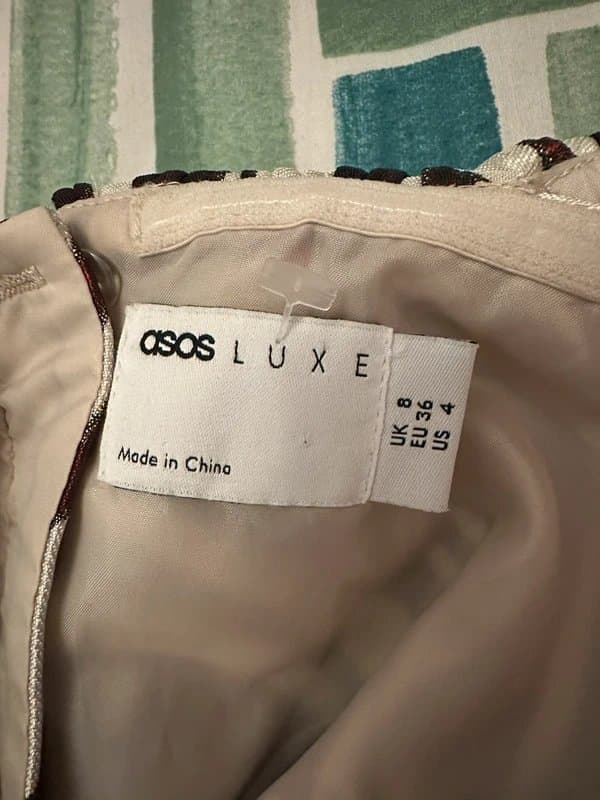 asos LUXE
Made in China
UK 8
EU 36
US 4